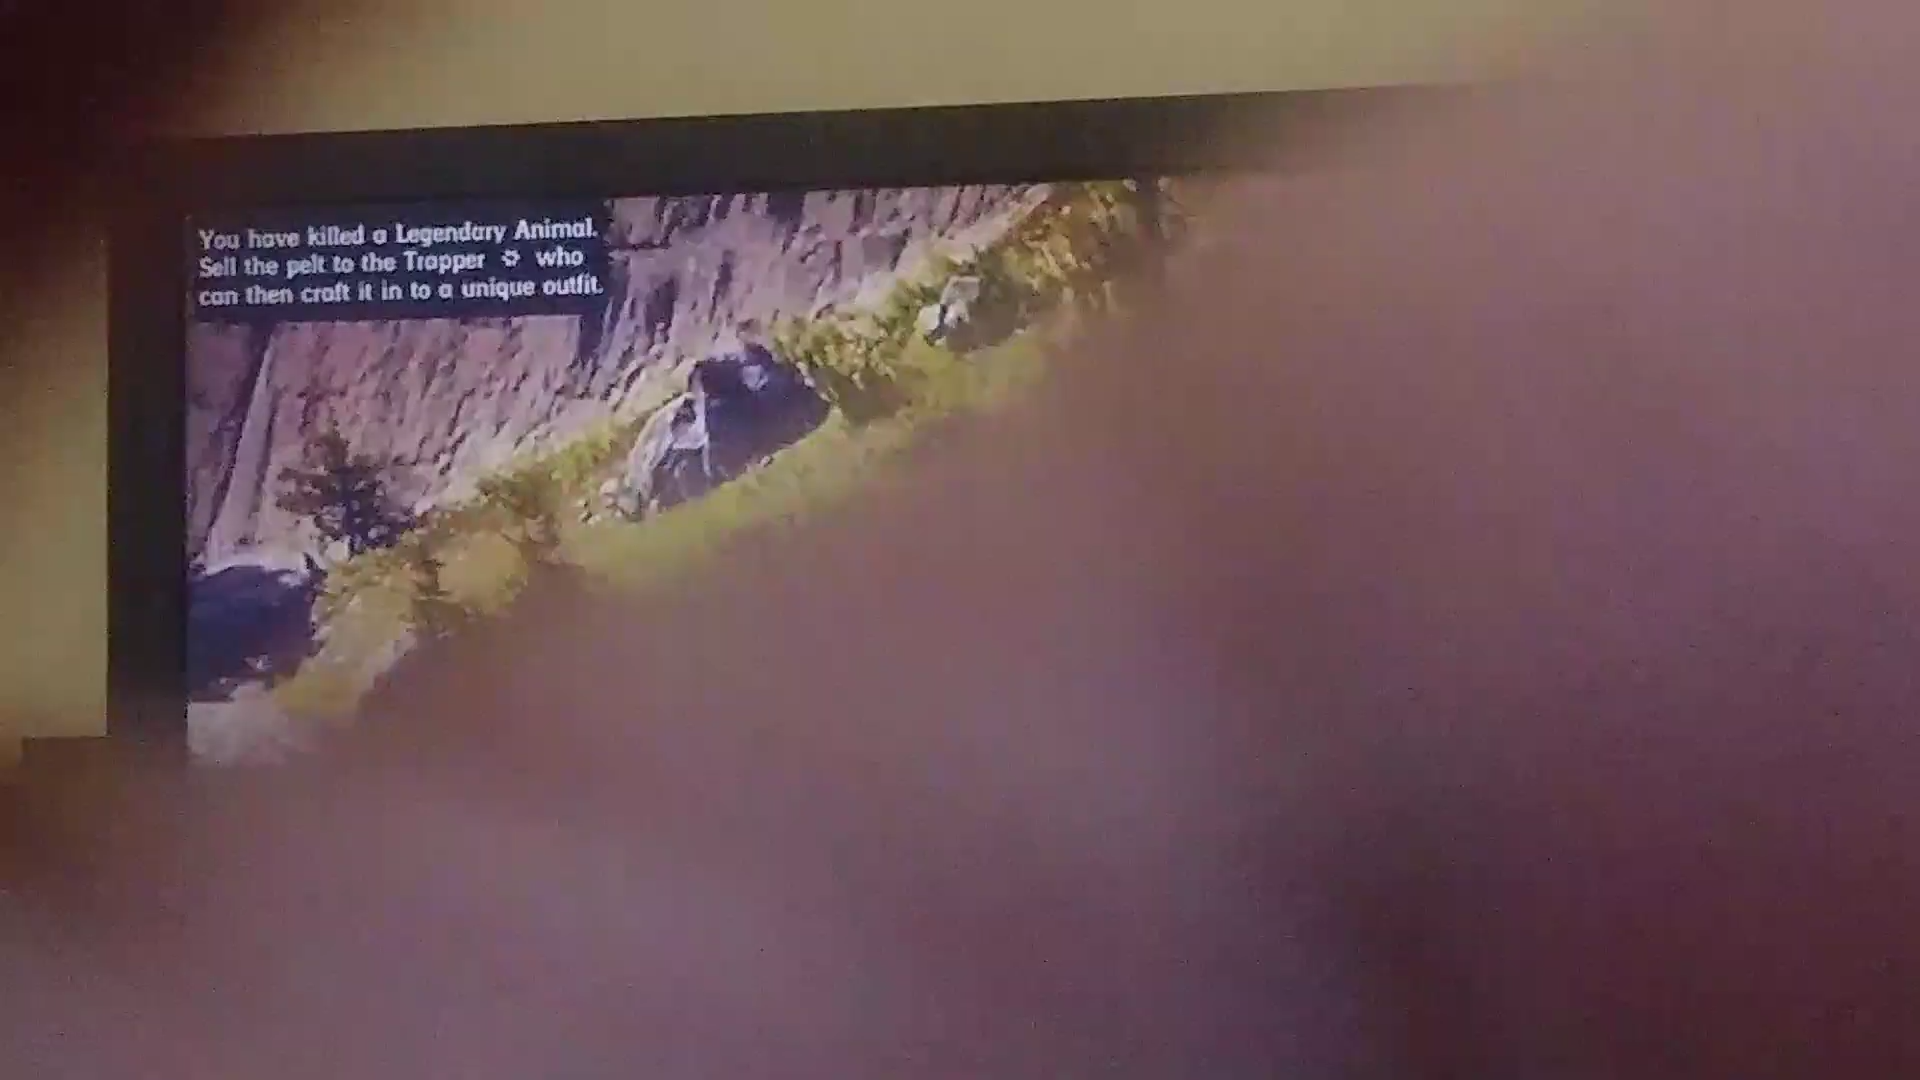 You have killed a Legendary Animal.
Sell the pelt to the Trapper who
can then craft it in to a unique outfit.